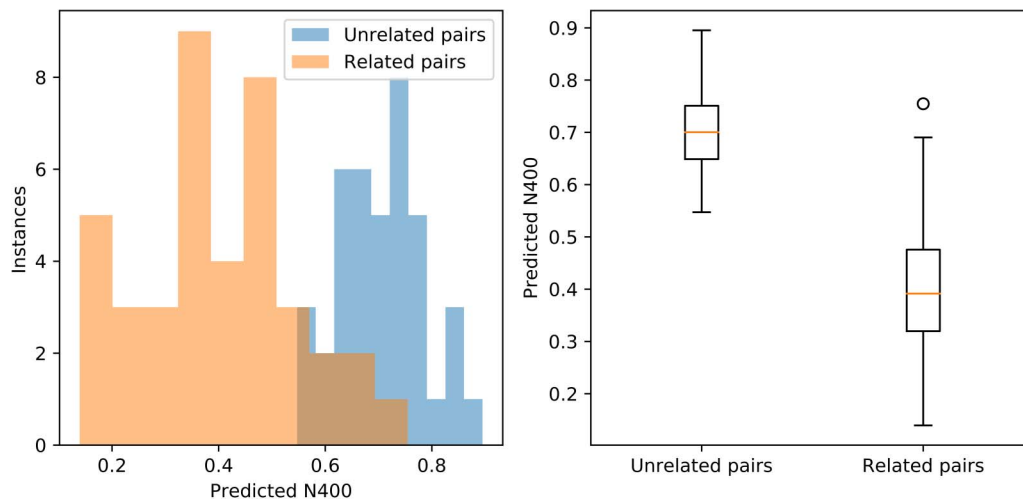 Unrelated pairs
Related pairs
8
6
4
2
0
Instances
0.2 0.4 0.6 0.8
Predicted N400
0.9
0.8
0.7
0.6
0.5
0.4
0.3
0.2
Predicted N400
Unrelated pairs Related pairs